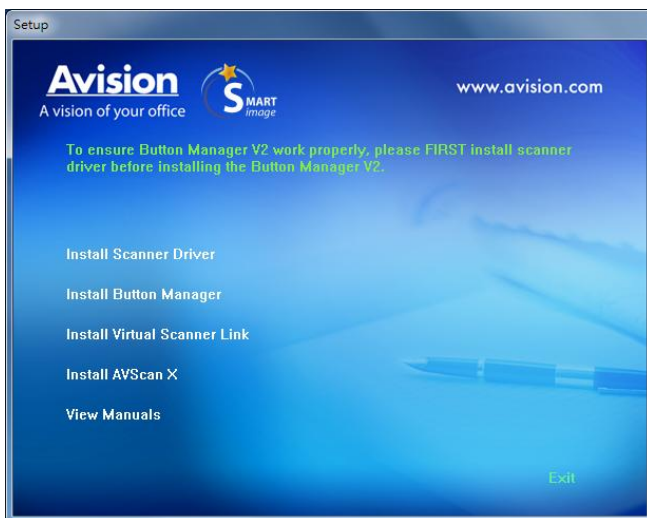 Setup
Avision
A vision of your office
SMART
image
www.avision.com
To ensure Button Manager V2 work properly, please FIRST install scanner
driver before installing the Button Manager V2.
Install Scanner Driver
Install Button Manager
Install Virtual Scanner Link
Install AVScan X
View Manuals
Exit